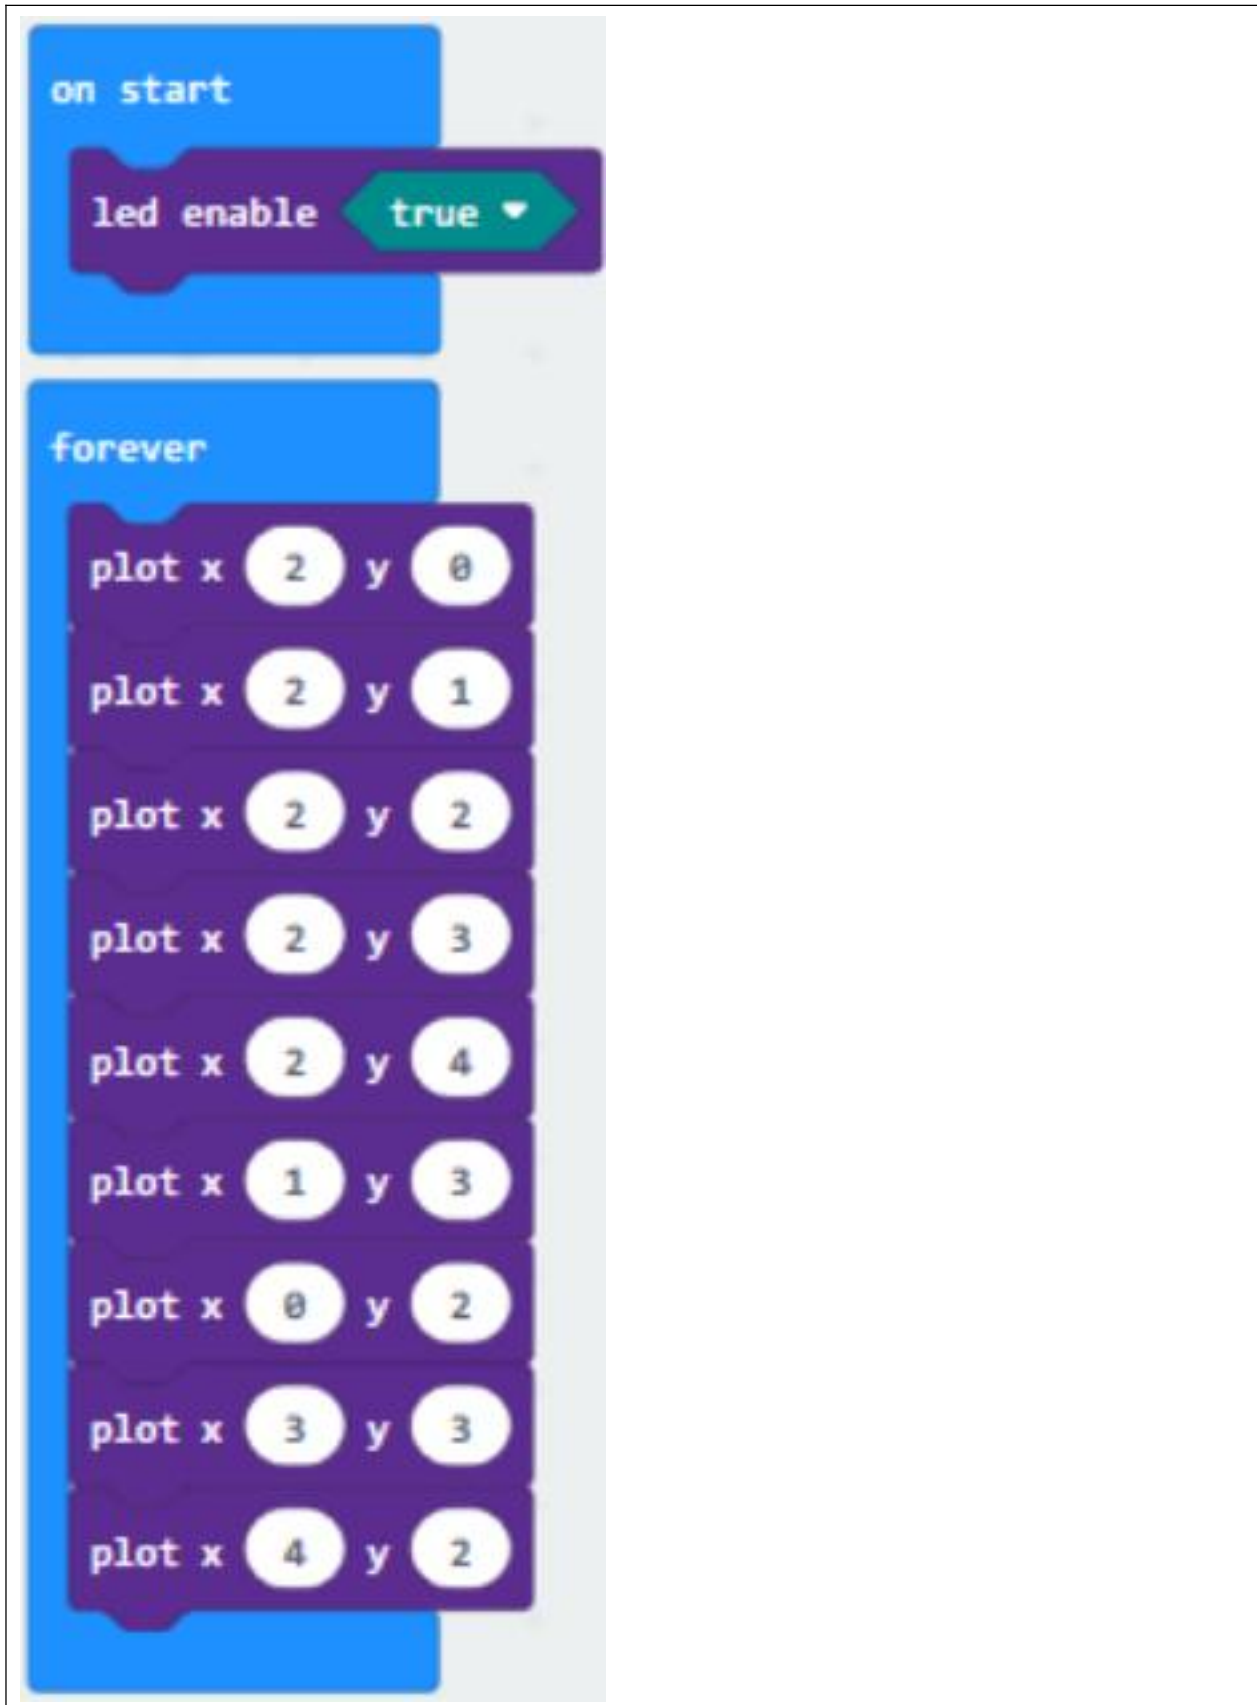 on start
led enable true
forever
plot x 2 y 0
plot x 2 y 1
plot x 2 y 2
plot x 2 y 3
plot x 2 y 4
plot x 1 y 3
plot x 0 y 2
plot x 3 y 3
plot x 4 y 2